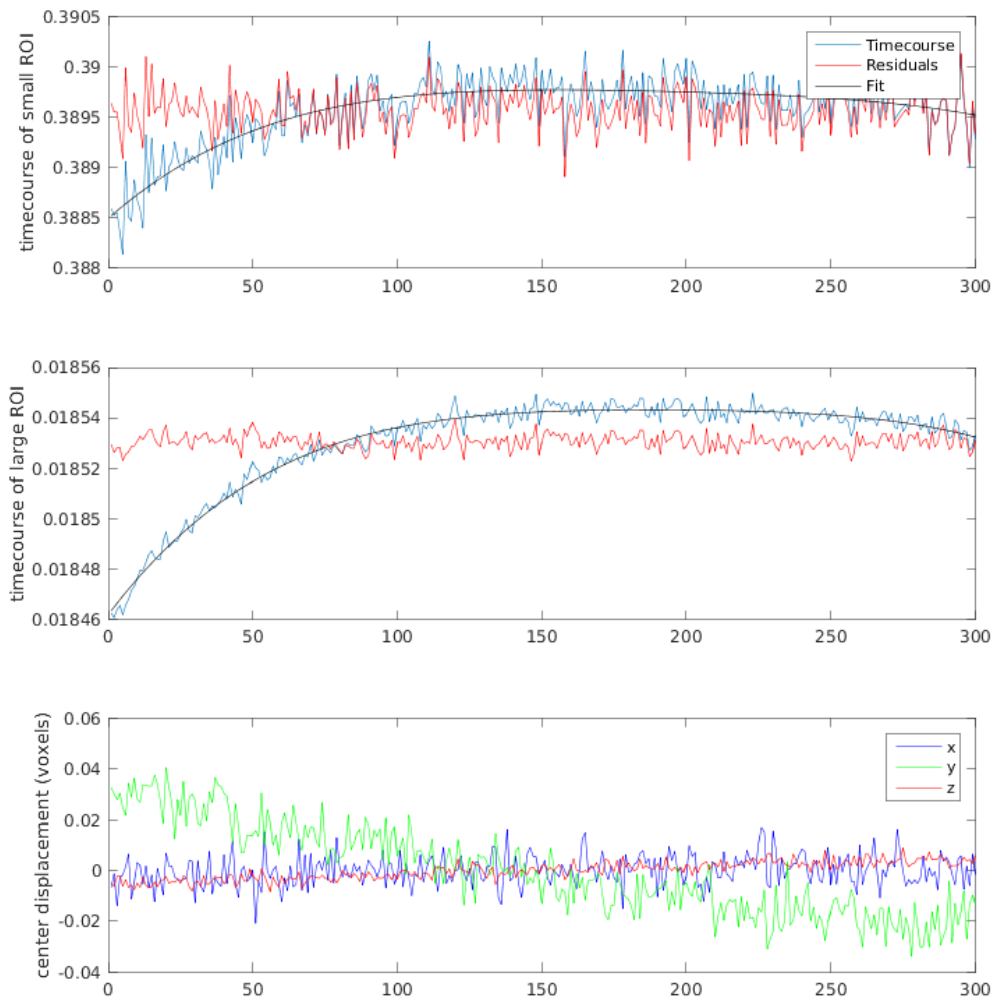 timecourse of small ROI
0.3905
0.39
0.3895
0.389
0.3885
0.388
Timecourse
Residuals
Fit
0 50 100 150 200 250 300
timecourse of large ROI
0.01856
0.01854
0.01852
0.0185
0.01848
0.01846
0 50 100 150 200 250 300
center displacement (voxels)
0.06
0.04
0.02
0
-0.02
-0.04
x
y
z
0 50 100 150 200 250 300